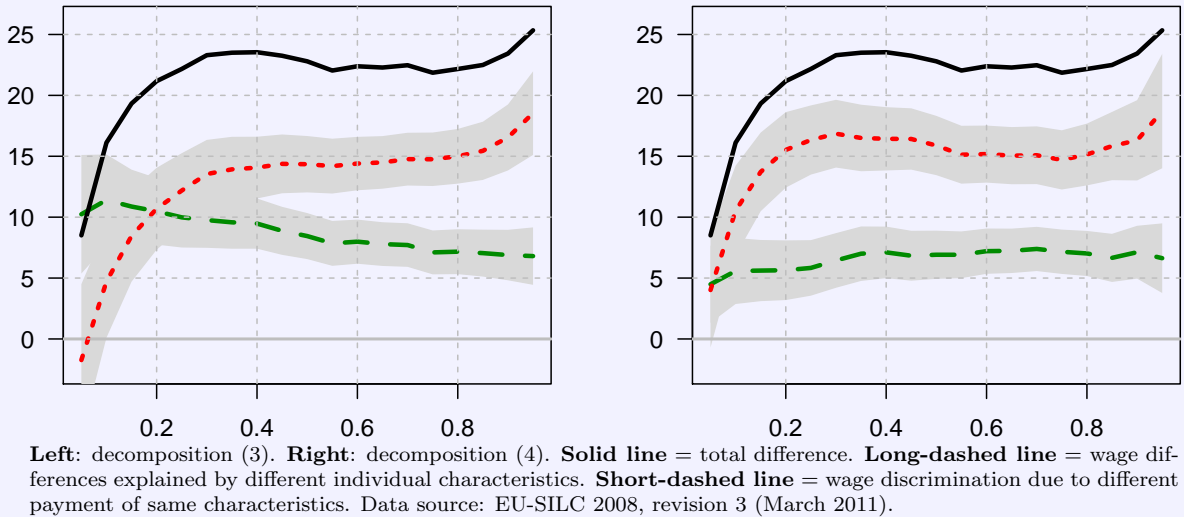 25
20
15
10
5
0
0.2 0.4 0.6 0.8
25
20
15
10
5
0
0.2 0.4 0.6 0.8
Left: decomposition (3). Right: decomposition (4). Solid line = total difference. Long-dashed line = wage dif-
ferences explained by different individual characteristics. Short-dashed line = wage discrimination due to different
payment of same characteristics. Data source: EU-SILC 2008, revision 3 (March 2011).